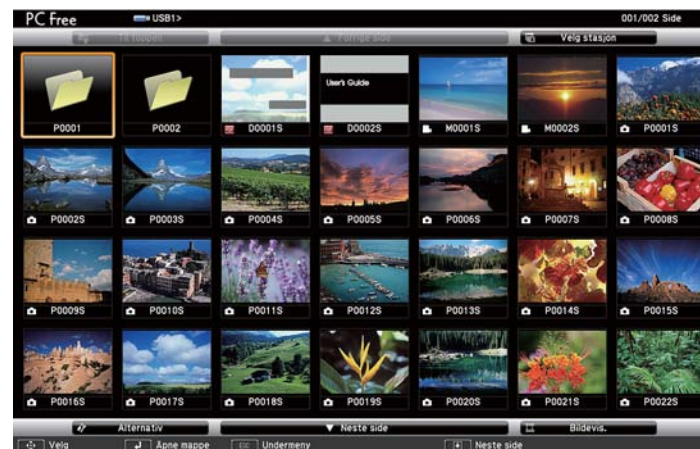 PC Free USB1> 001/002 Side
Til toppen ▲ Forrige side Velg stasjon
User's Guide
P0001 P0002 D0001S D0002S M0001S M0002S P0001S
P0002S P0003S P0004S P0005S P0006S P0007S P0008S
P0009S P0010S P0011S P0012S P0013S P0014S P0015S
P0016S P0017S P0018S P0019S P0020S P0021S P0022S
Alternativ ▼ Neste side Bildevis.
Velg Åpne mappe ESC Undermeny Neste side